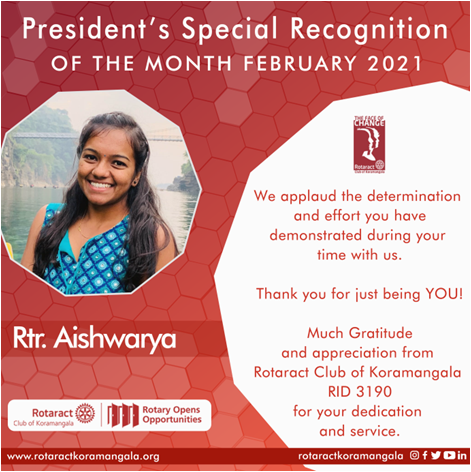 President's Special Recognition
OF THE MONTH FEBRUARY 2021
THE FACE OF
CHANGE
Rotaract
Club of Koramangala
We applaud the determination
and effort you have
demonstrated during your
time with us.
Thank you for just being YOU!
Much Gratitude
and appreciation from
Rotaract Club of Koramangala
RID 3190
for your dedication
and service.
Rtr. Aishwarya
Rotaract
Club of Koramangala
Rotary Opens
Opportunities
www.rotaractkoramangala.org
rotaractkoramangala